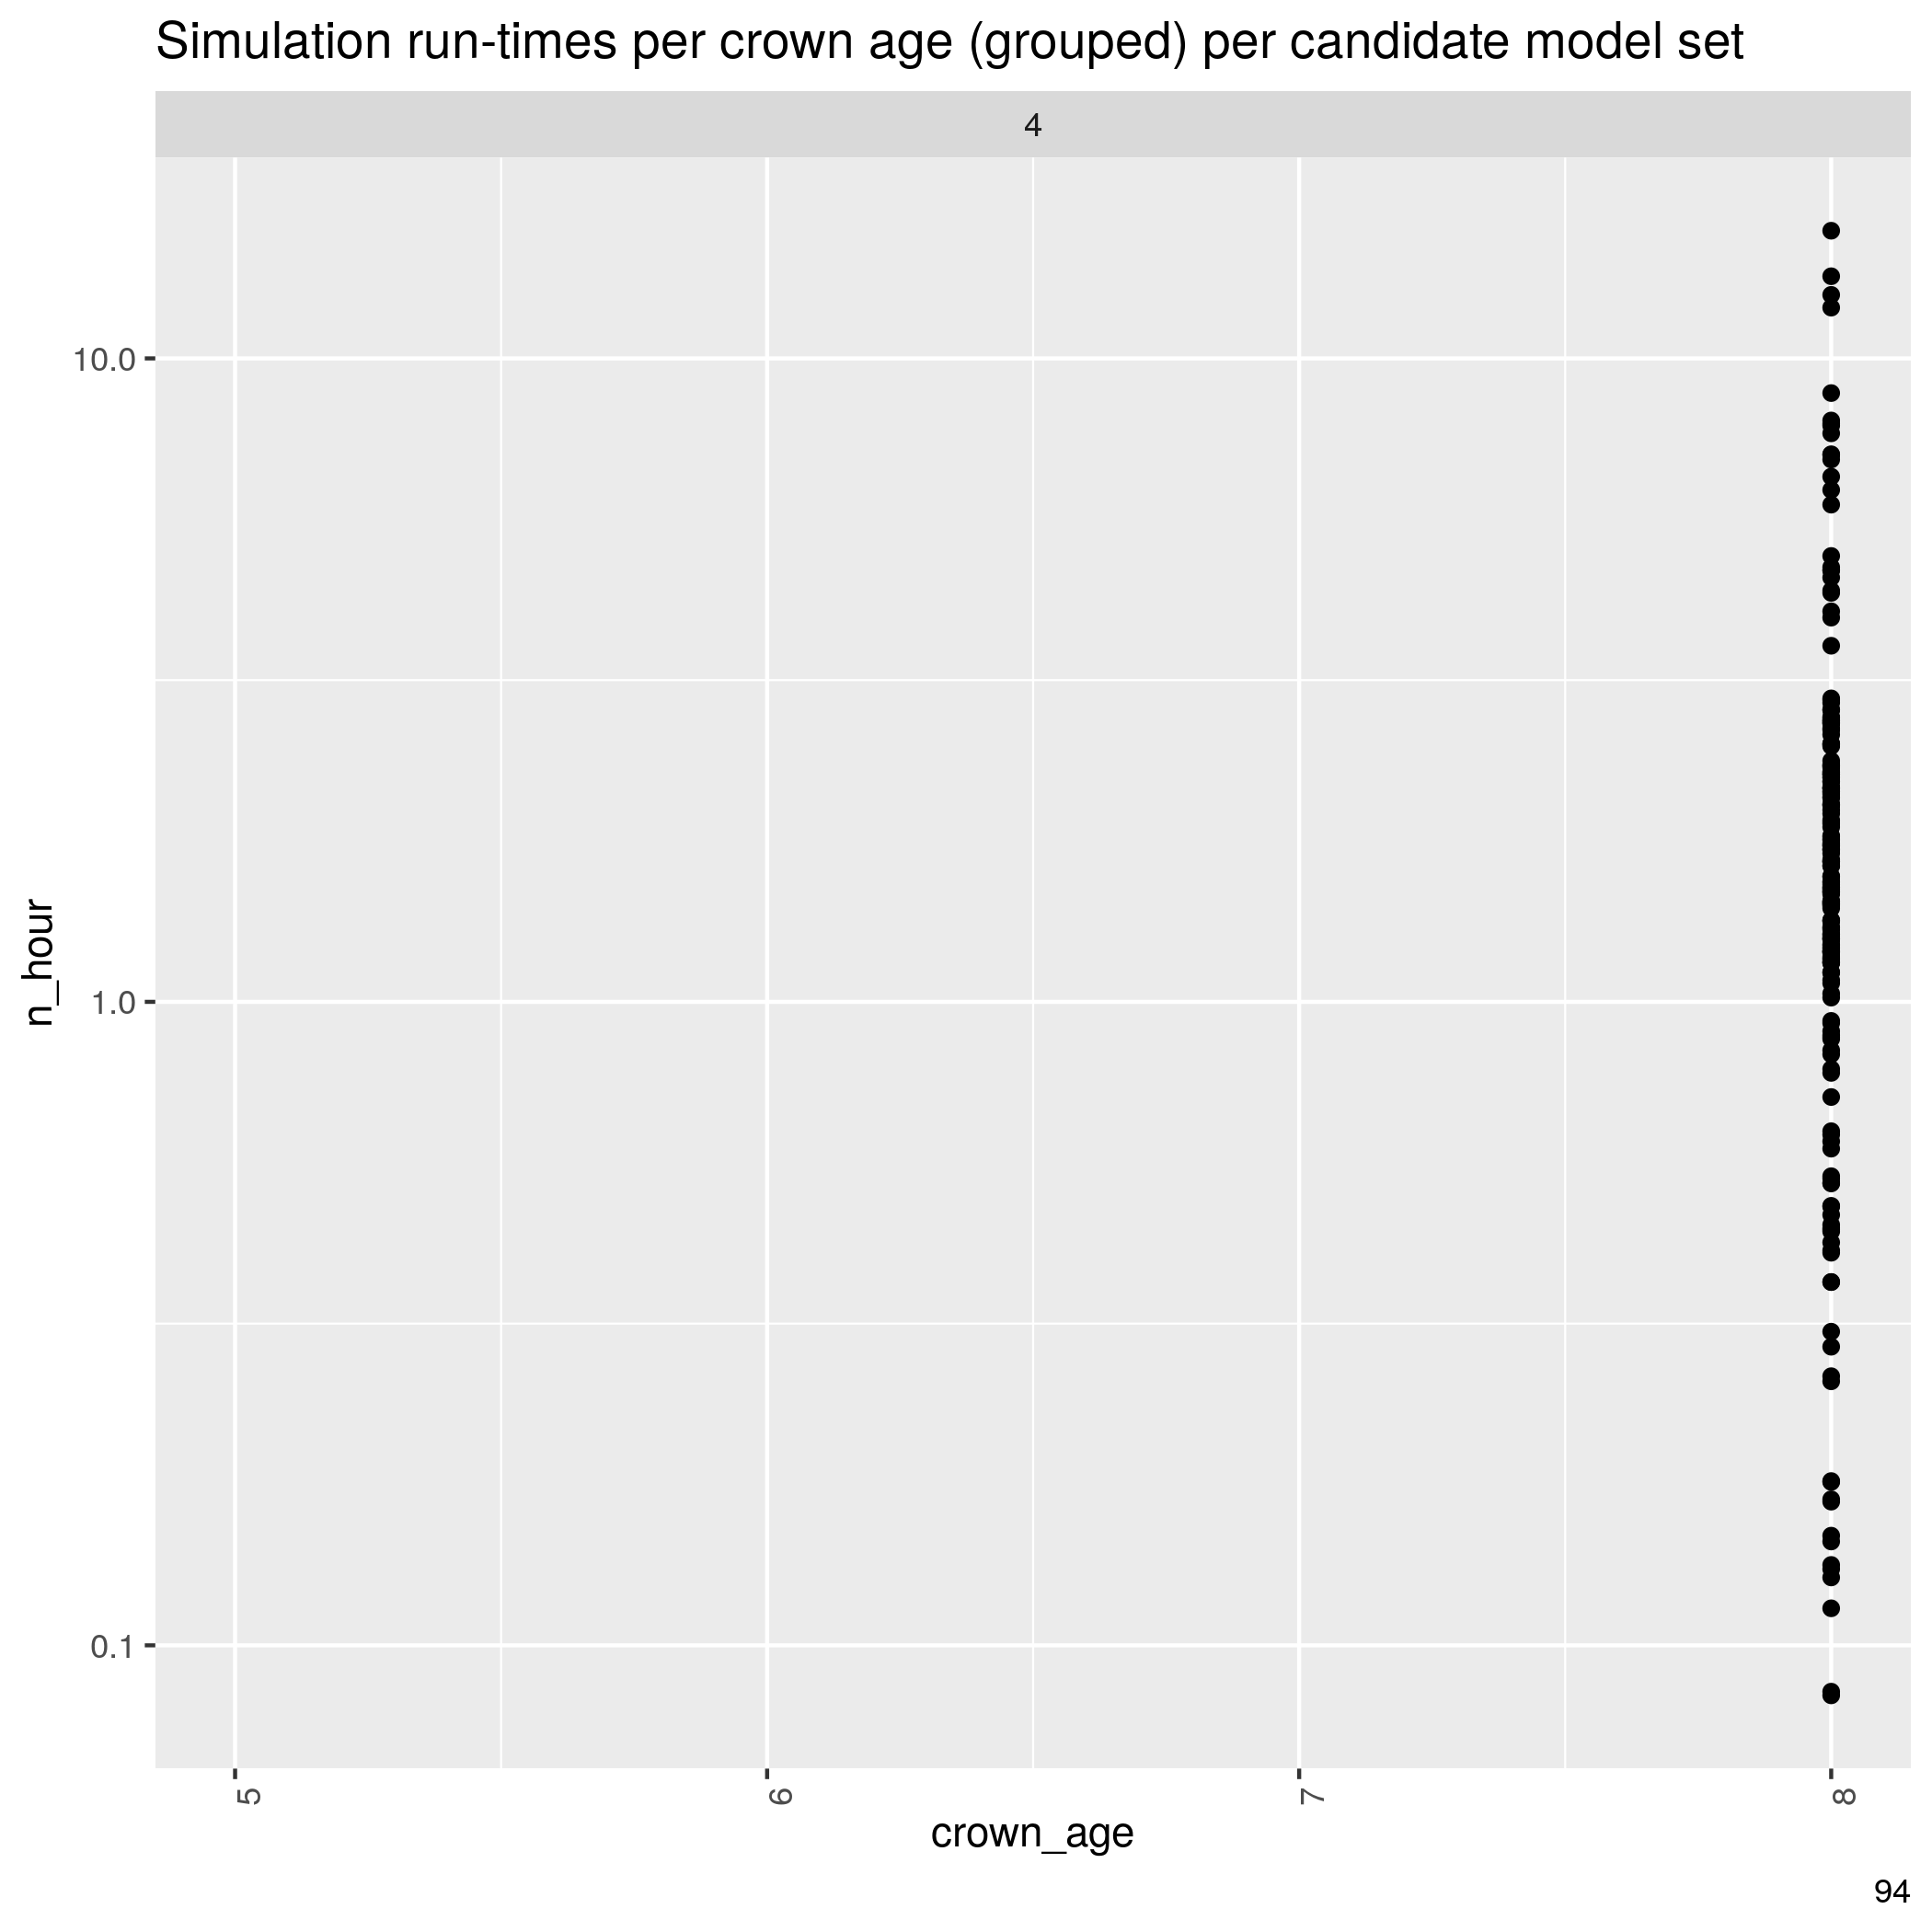 Simulation run-times per crown age (grouped) per candidate model set
4
10.0
1.0
0.1
n_hour
5 6 7 8
crown_age
94